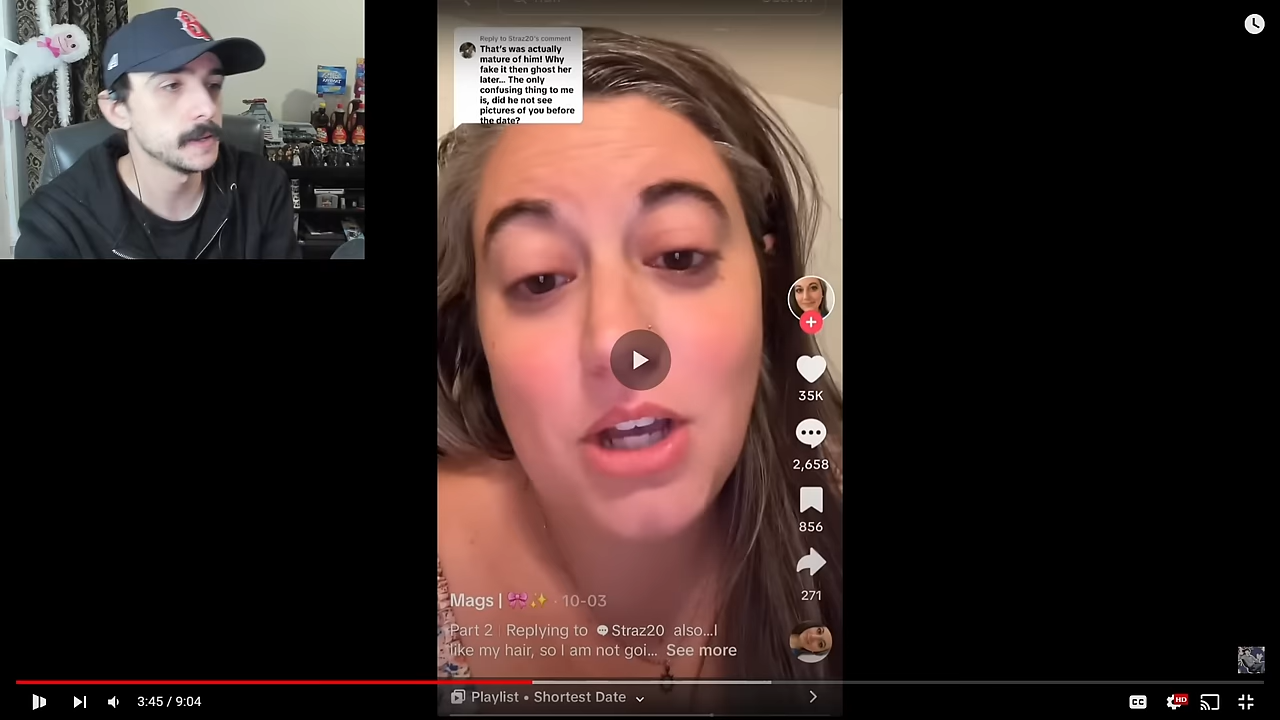 Reply to Straz20's comment
That's was actually
mature of him! Why
fake it then ghost her
later... The only
confusing thing to me
is, did he not see
pictures of you before
the date?
35K
2,658
856
271
Mags | 🎀✨ · 10-03
Part 2 Replying to 💬Straz20 also...I
like my hair, so I am not goi... See more
Playlist • Shortest Date
3:45 / 9:04
CC
HD